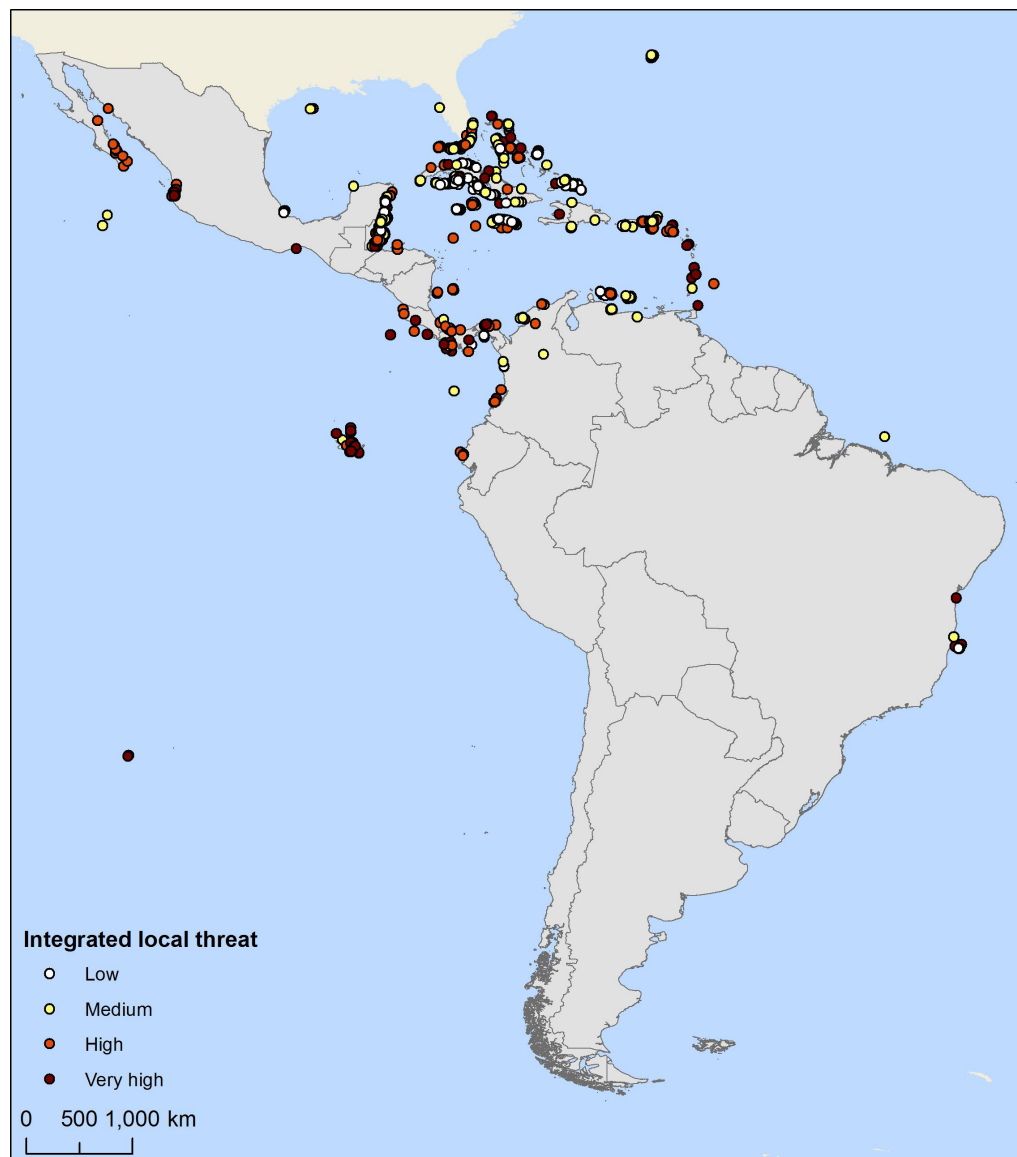 Integrated local threat
Low
Medium
High
Very high
0 500 1,000 km